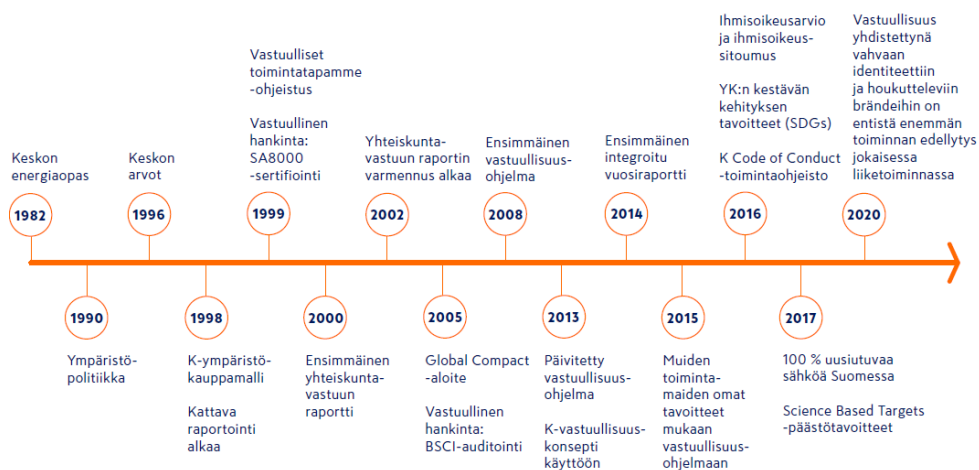 Keskon
energiaopas
1982
Keskon
arvot
1996
Vastuulliset
toimintatapamme
-ohjeistus
Vastuullinen
hankinta:
SA8000
-sertifiointi
1999
Yhteiskunta-
vastuun raportin
varmennus alkaa
2002
Ensimmäinen
vastuullisuus-
ohjelma
2008
Ensimmäinen
integroitu
vuosiraportti
2014
Ihmisoikeusarvio
ja ihmisoikeus-
sitoumus
YK:n kestävän
kehityksen
tavoitteet (SDGs)
K Code of Conduct
-toimintaohjeisto
2016
Vastuullisuus
yhdistettynä
vahvaan
identiteettiin
ja houkutteleviin
brändeihin on
entistä enemmän
toiminnan edellytys
jokaisessa
liiketoiminnassa
2020
1990
Ympäristö-
politiikka
1998
K-ympäristö-
kauppamalli
Kattava
raportointi
alkaa
2000
Ensimmäinen
yhteiskunta-
vastuun
raportti
2005
Global Compact
-aloite
Vastuullinen
hankinta:
BSCI-auditointi
2013
Päivitetty
vastuullisuus-
ohjelma
K-vastuullisuus-
konsepti
käyttöön
2015
Muiden
toiminta-
maiden omat
tavoitteet
mukaan
vastuullisuus-
ohjelmaan
2017
100 % uusiutuvaa
sähköä Suomessa
Science Based Targets
-päästötavoitteet